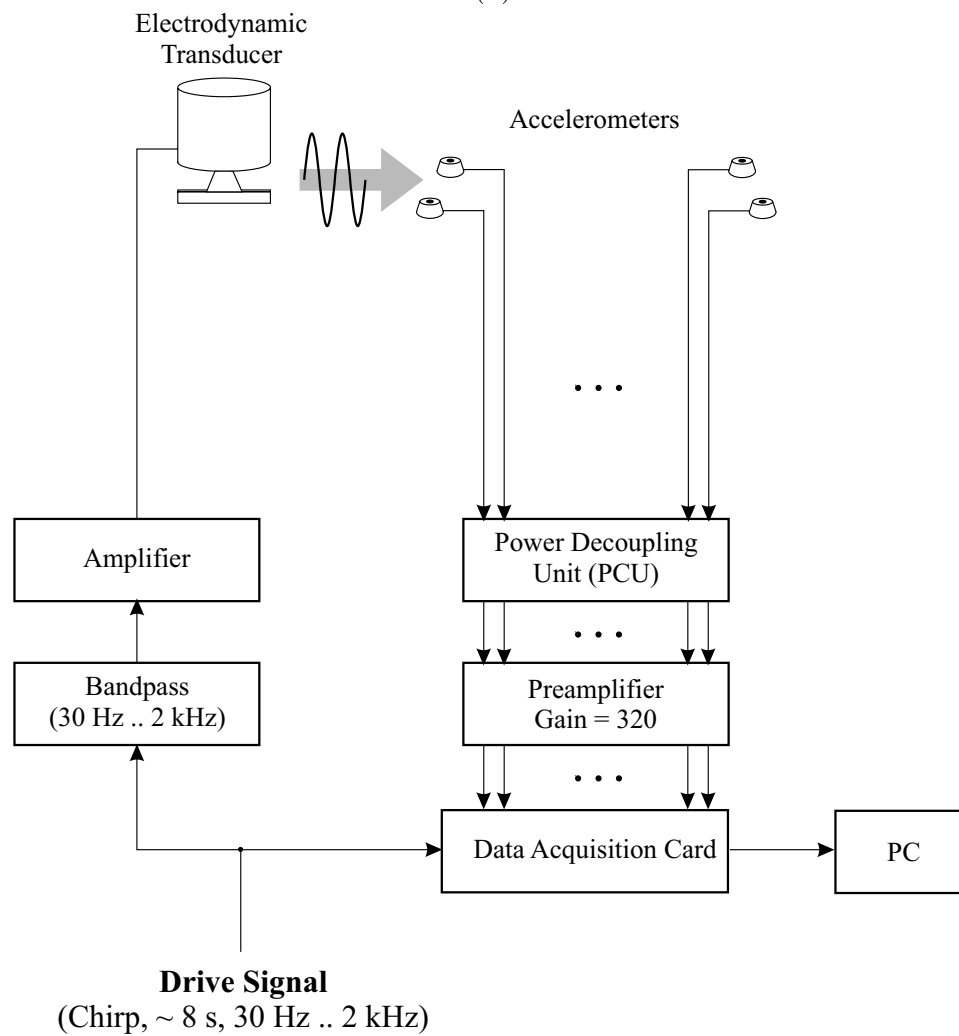 Electrodynamic
Transducer
Accelerometers
. . .
Amplifier
Power Decoupling
Unit (PCU)
. . .
Bandpass
(30 Hz .. 2 kHz)
Preamplifier
Gain = 320
. . .
Data Acquisition Card
PC
Drive Signal
(Chirp, ~ 8 s, 30 Hz .. 2 kHz)